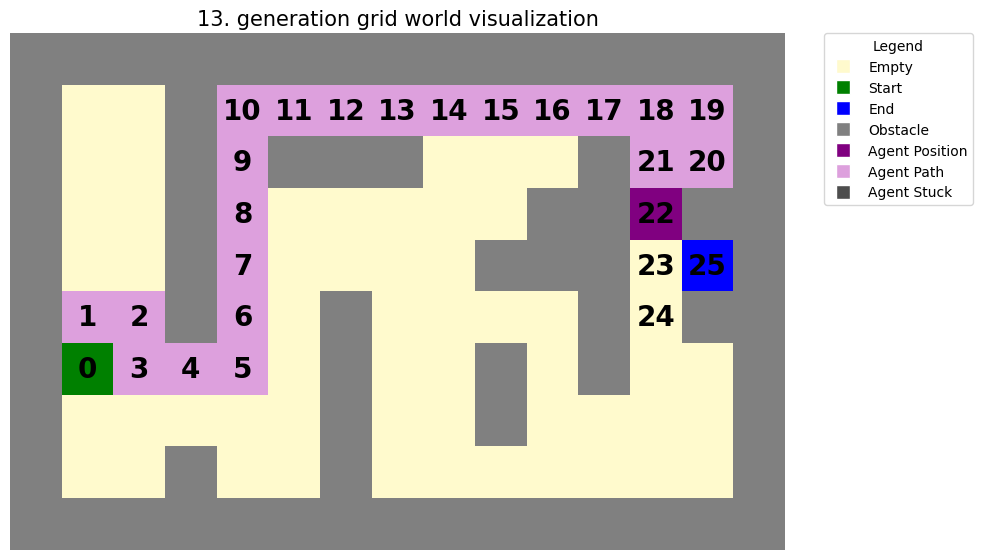 13. generation grid world visualization
Legend
Empty
Start
End
Obstacle
Agent Position
Agent Path
Agent Stuck
10 11 12 13 14 15 16 17 18 19
9 21 20
8 22
7 23 25
1 2 6 24
0 3 4 5